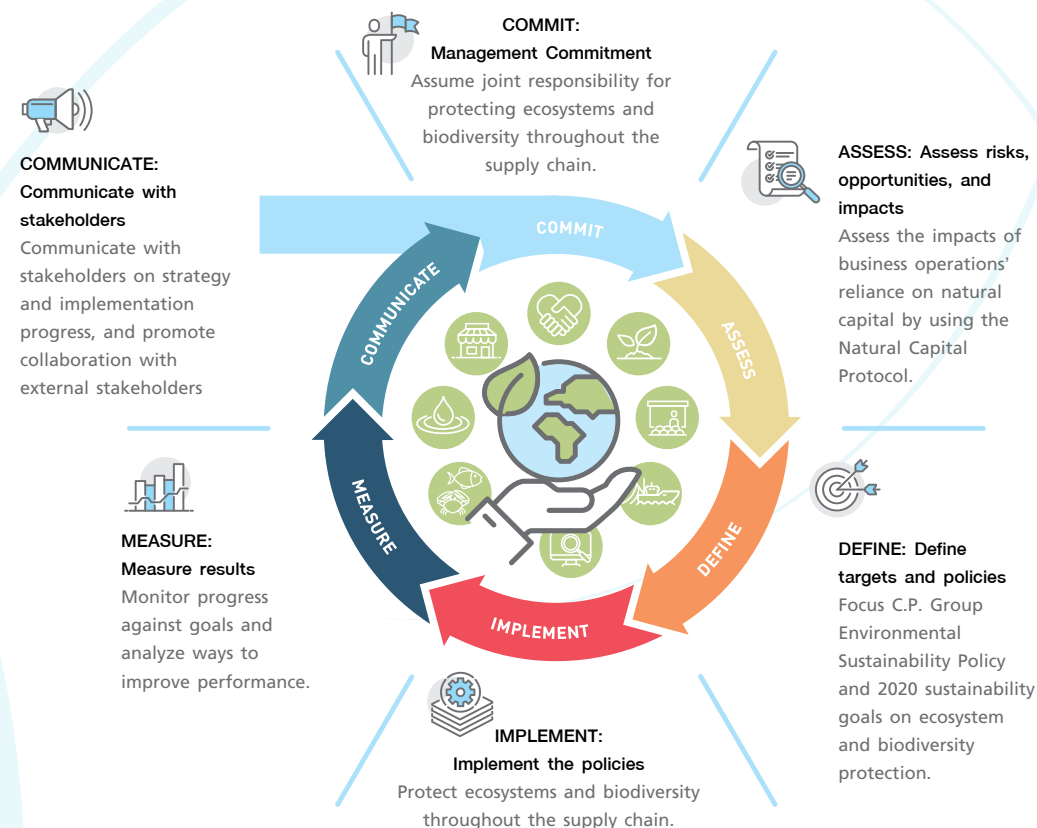 COMMIT:
Management Commitment
Assume joint responsibility for
protecting ecosystems and
biodiversity throughout the
supply chain.
ASSESS: Assess risks,
opportunities, and
impacts
Assess the impacts of
business operations'
reliance on natural
capital by using the
Natural Capital
Protocol.
DEFINE: Define
targets and policies
Focus C.P. Group
Environmental
Sustainability Policy
and 2020 sustainability
goals on ecosystem
and biodiversity
protection.
IMPLEMENT:
Implement the policies
Protect ecosystems and biodiversity
throughout the supply chain.
MEASURE:
Measure results
Monitor progress
against goals and
analyze ways to
improve performance.
COMMUNICATE:
Communicate with
stakeholders
Communicate with
stakeholders on strategy
and implementation
progress, and promote
collaboration with
external stakeholders
COMMIT
ASSESS
DEFINE
IMPLEMENT
MEASURE
COMMUNICATE